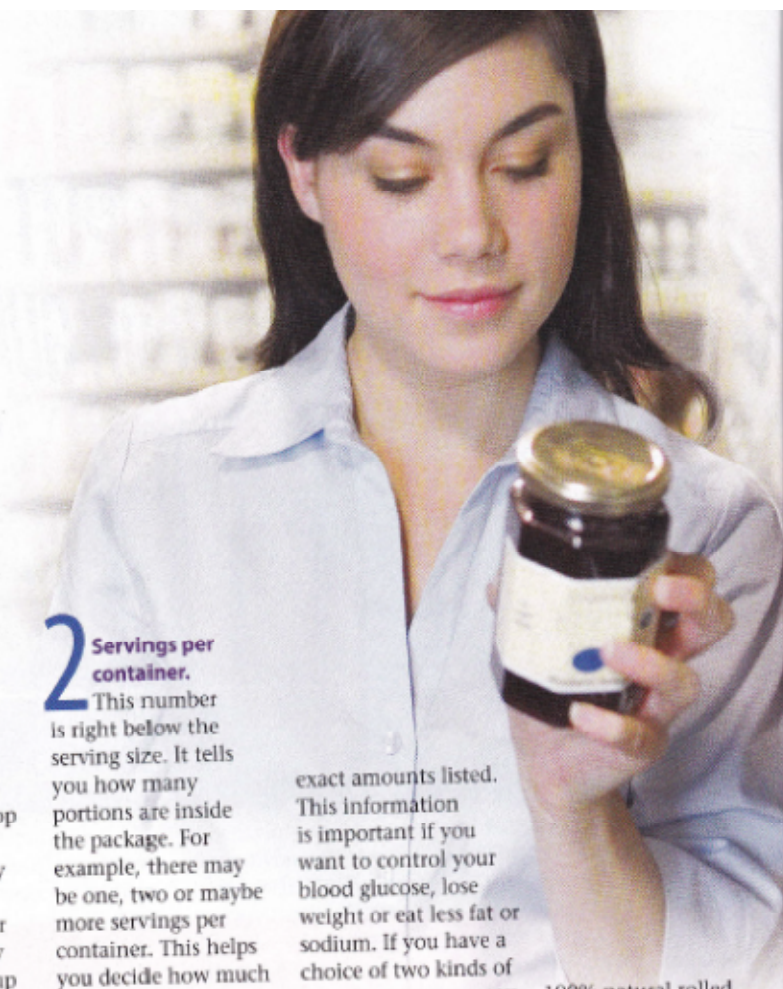 2
Servings per
container.
This number
is right below the
serving size. It tells
you how many
portions are inside
the package. For
example, there may
be one, two or maybe
more servings per
container. This helps
you decide how much
exact amounts listed.
This information
is important if you
want to control your
blood glucose, lose
weight or eat less fat or
sodium. If you have a
choice of two kinds of
100% natural rolled